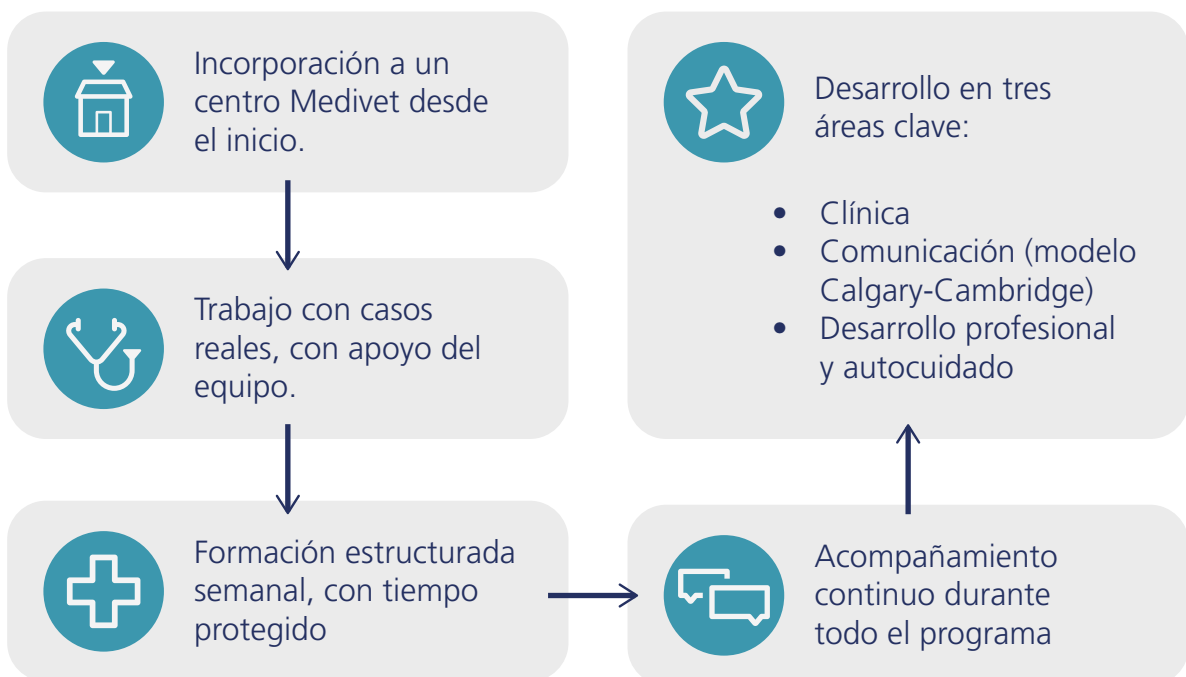 Incorporación a un
centro Medivet desde
el inicio.
Trabajo con casos
reales, con apoyo del
equipo.
Formación estructurada
semanal, con tiempo
protegido
Acompañamiento
continuo durante
todo el programa
Desarrollo en tres
áreas clave:
• Clínica
• Comunicación (modelo
Calgary-Cambridge)
• Desarrollo profesional
y autocuidado